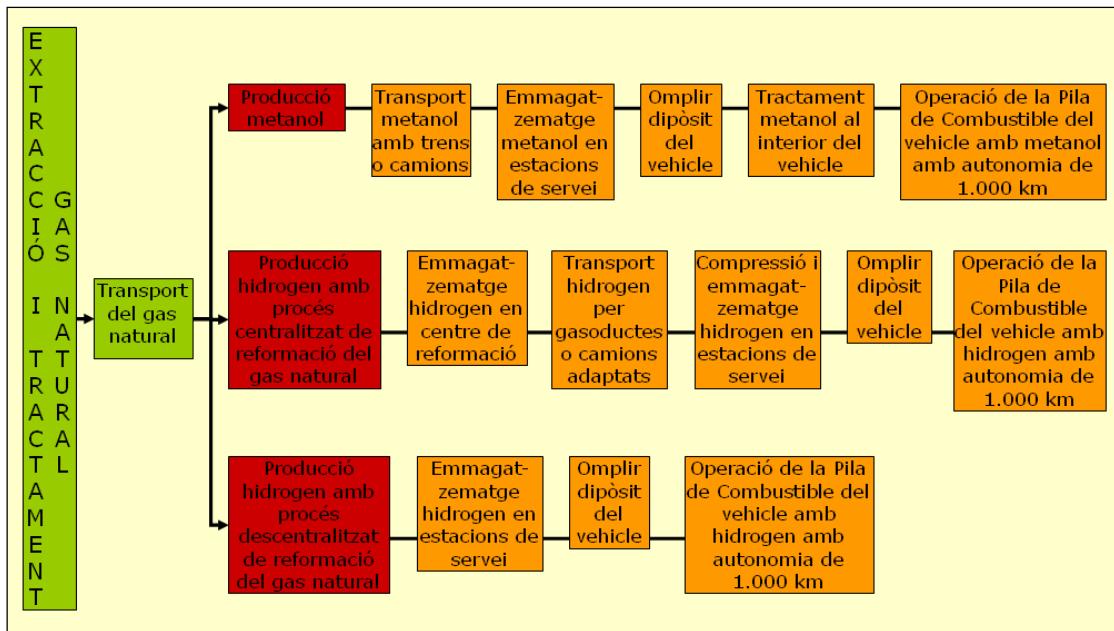 EXTRACCIÓ I TRACTAMENT
GAS NATURAL
Transport
del gas
natural
Producció
metanol
Transport
metanol
amb trens
o camions
Emmagat-
zematge
metanol en
estacions
de servei
Omplir
dipòsit
del
vehicle
Tractament
metanol al
interior del
vehicle
Operació de la Pila
de Combustible del
vehicle amb metanol
amb autonomia de
1.000 km
Producció
hidrogen amb
procés
centralitzat de
reformació del
gas natural
Emmagat-
zematge
hidrogen en
centre de
reformació
Transport
hidrogen
per
gasoductes
o camions
adaptats
Compressió i
emmagat-
zematge
hidrogen en
estacions de
servei
Omplir
dipòsit
del
vehicle
Operació de la
Pila de
Combustible
del vehicle amb
hidrogen amb
autonomia de
1.000 km
Producció
hidrogen amb
procés
descentralitzat
de reformació
del gas natural
Emmagat-
zematge
hidrogen en
estacions de
servei
Omplir
dipòsit
del
vehicle
Operació de la Pila
de Combustible del
vehicle amb
hidrogen amb
autonomia de
1.000 km